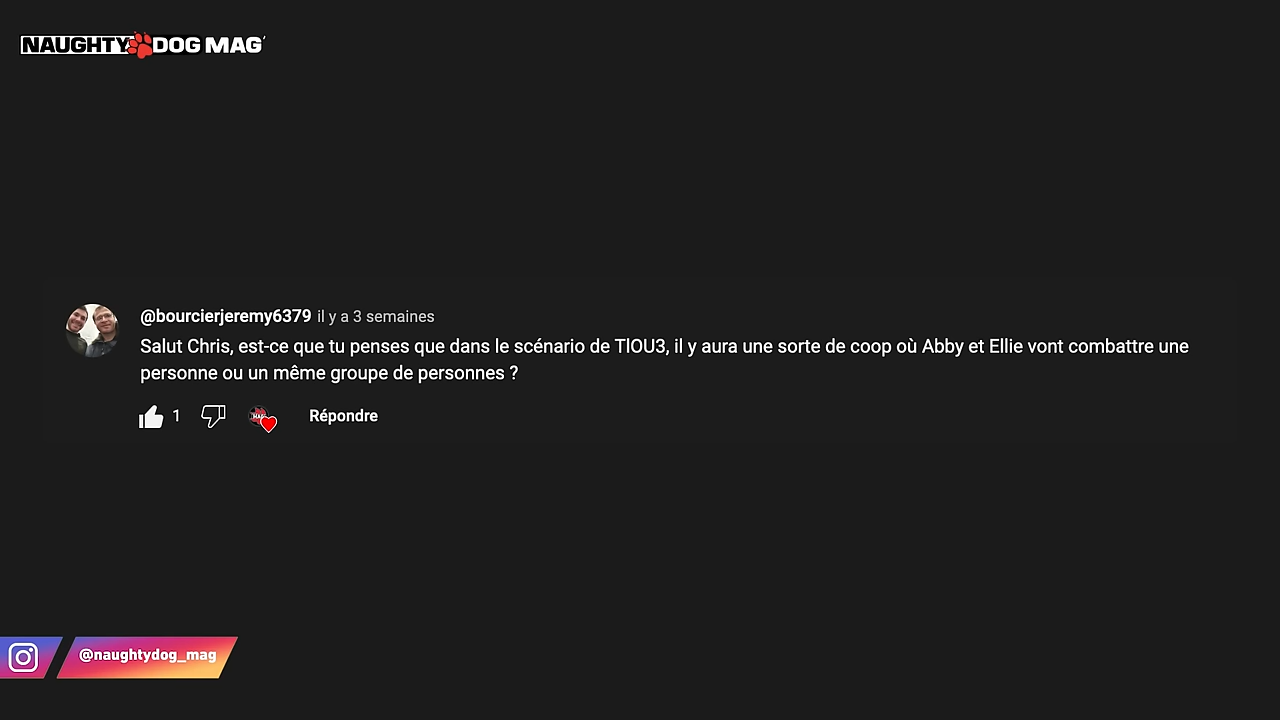 NAUGHTY DOG MAG'
@bourcierjeremy6379 il y a 3 semaines
Salut Chris, est-ce que tu penses que dans le scénario de TlOU3, il y aura une sorte de coop où Abby et Ellie vont combattre une
personne ou un même groupe de personnes ?
1 Répondre
@naughtydog_mag